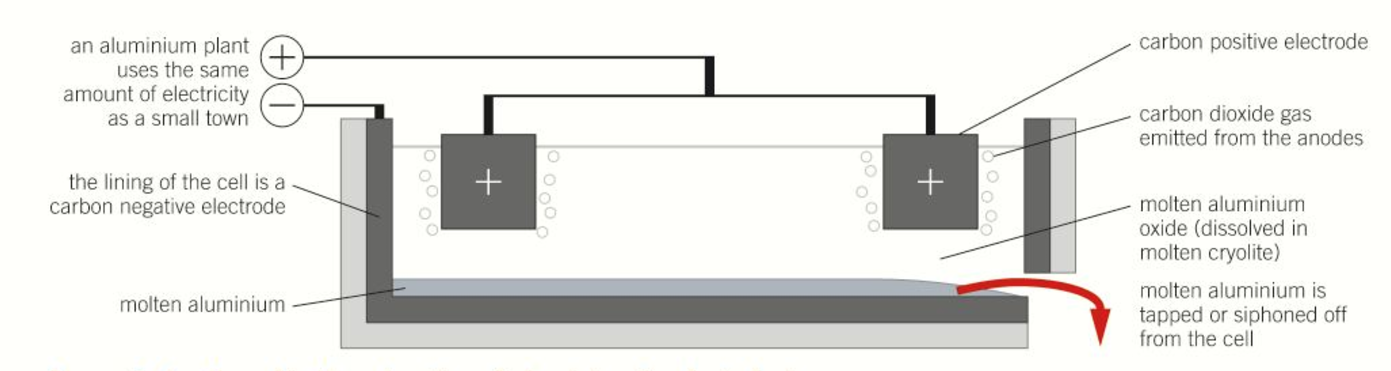 an aluminium plant
uses the same
amount of electricity
as a small town
+
−
carbon positive electrode
carbon dioxide gas
emitted from the anodes
the lining of the cell is a
carbon negative electrode
+
+
molten aluminium
oxide (dissolved in
molten cryolite)
molten aluminium
molten aluminium is
tapped or siphoned off
from the cell